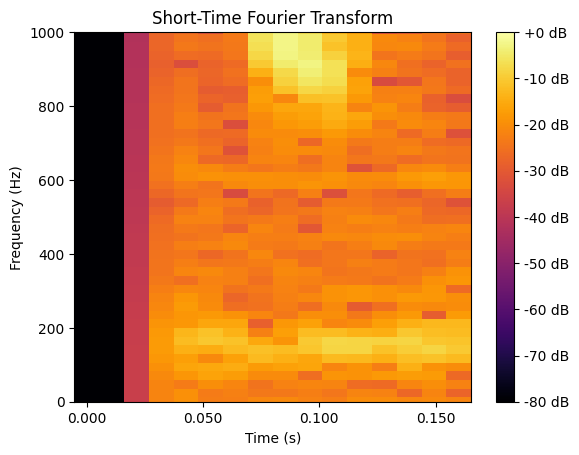 Short-Time Fourier Transform
Frequency (Hz)
1000
800
600
400
200
0
0.000
0.050
0.100
0.150
Time (s)
+0 dB
-10 dB
-20 dB
-30 dB
-40 dB
-50 dB
-60 dB
-70 dB
-80 dB